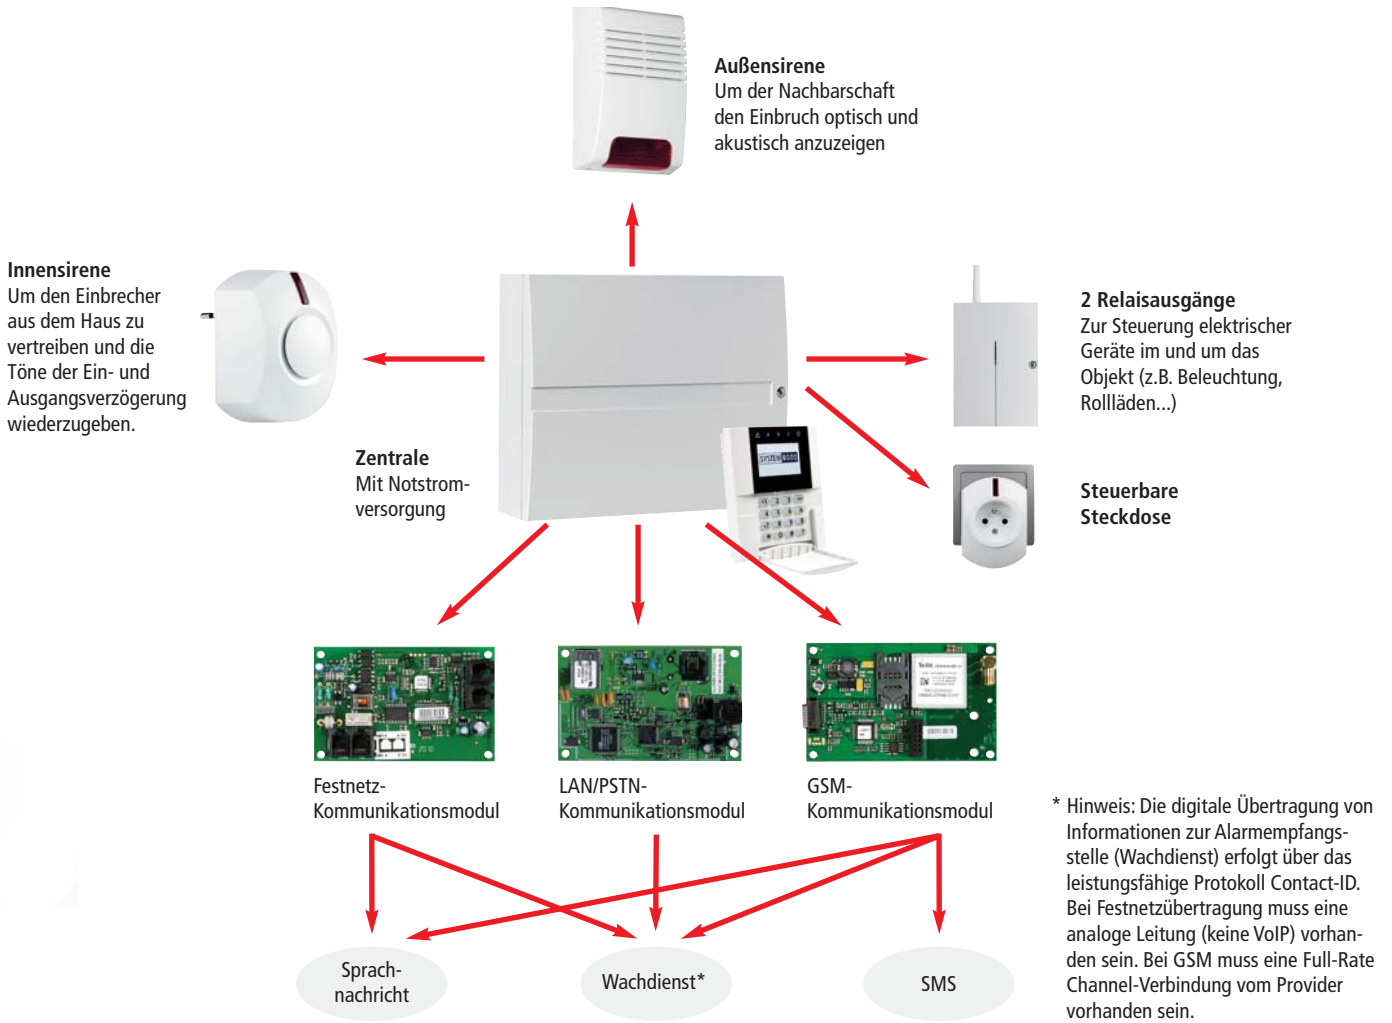 Außensirene
Um der Nachbarschaft
den Einbruch optisch und
akustisch anzuzeigen
Innensirene
Um den Einbrecher
aus dem Haus zu
vertreiben und die
Töne der Ein- und
Ausgangsverzögerung
wiederzugeben.
2 Relaisausgänge
Zur Steuerung elektrischer
Geräte im und um das
Objekt (z.B. Beleuchtung,
Rollläden...)
Zentrale
Mit Notstrom-
versorgung
SYSTEM 8000
Steuerbare
Steckdose
Telit
Festnetz-
Kommunikationsmodul
LAN/PSTN-
Kommunikationsmodul
GSM-
Kommunikationsmodul
Sprach-
nachricht
Wachdienst*
SMS
* Hinweis: Die digitale Übertragung von
Informationen zur Alarmempfangs-
stelle (Wachdienst) erfolgt über das
leistungsfähige Protokoll Contact-ID.
Bei Festnetzübertragung muss eine
analoge Leitung (keine VoIP) vorhan-
den sein. Bei GSM muss eine Full-Rate
Channel-Verbindung vom Provider
vorhanden sein.